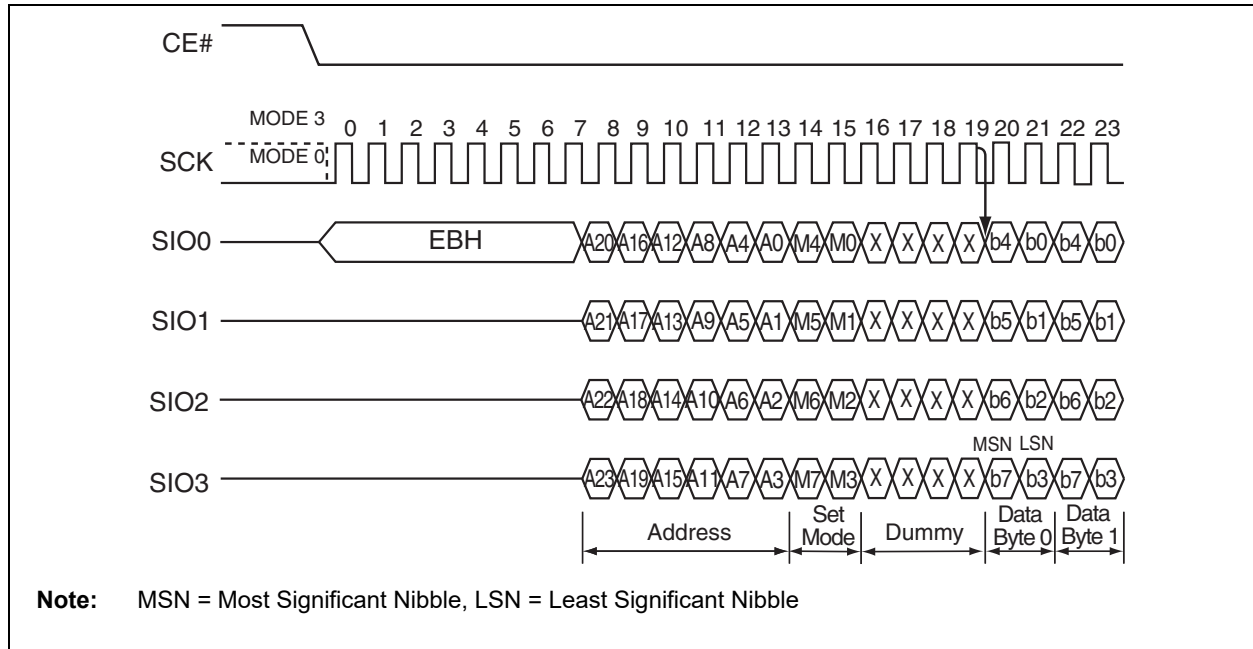 CE#
MODE 3
0 1 2 3 4 5 6 7 8 9 10 11 12 13 14 15 16 17 18 19 20 21 22 23
SCK MODE 0
SIO0 EBH A20 A16 A12 A8 A4 A0 M4 M0 X X X X b4 b0 b4 b0
SIO1 A21 A17 A13 A9 A5 A1 M5 M1 X X X X b5 b1 b5 b1
SIO2 A22 A18 A14 A10 A6 A2 M6 M2 X X X X b6 b2 b6 b2
MSN LSN
SIO3 A23 A19 A15 A11 A7 A3 M7 M3 X X X X b7 b3 b7 b3
Address Set Mode Dummy Data Byte 0 Data Byte 1
Note: MSN = Most Significant Nibble, LSN = Least Significant Nibble